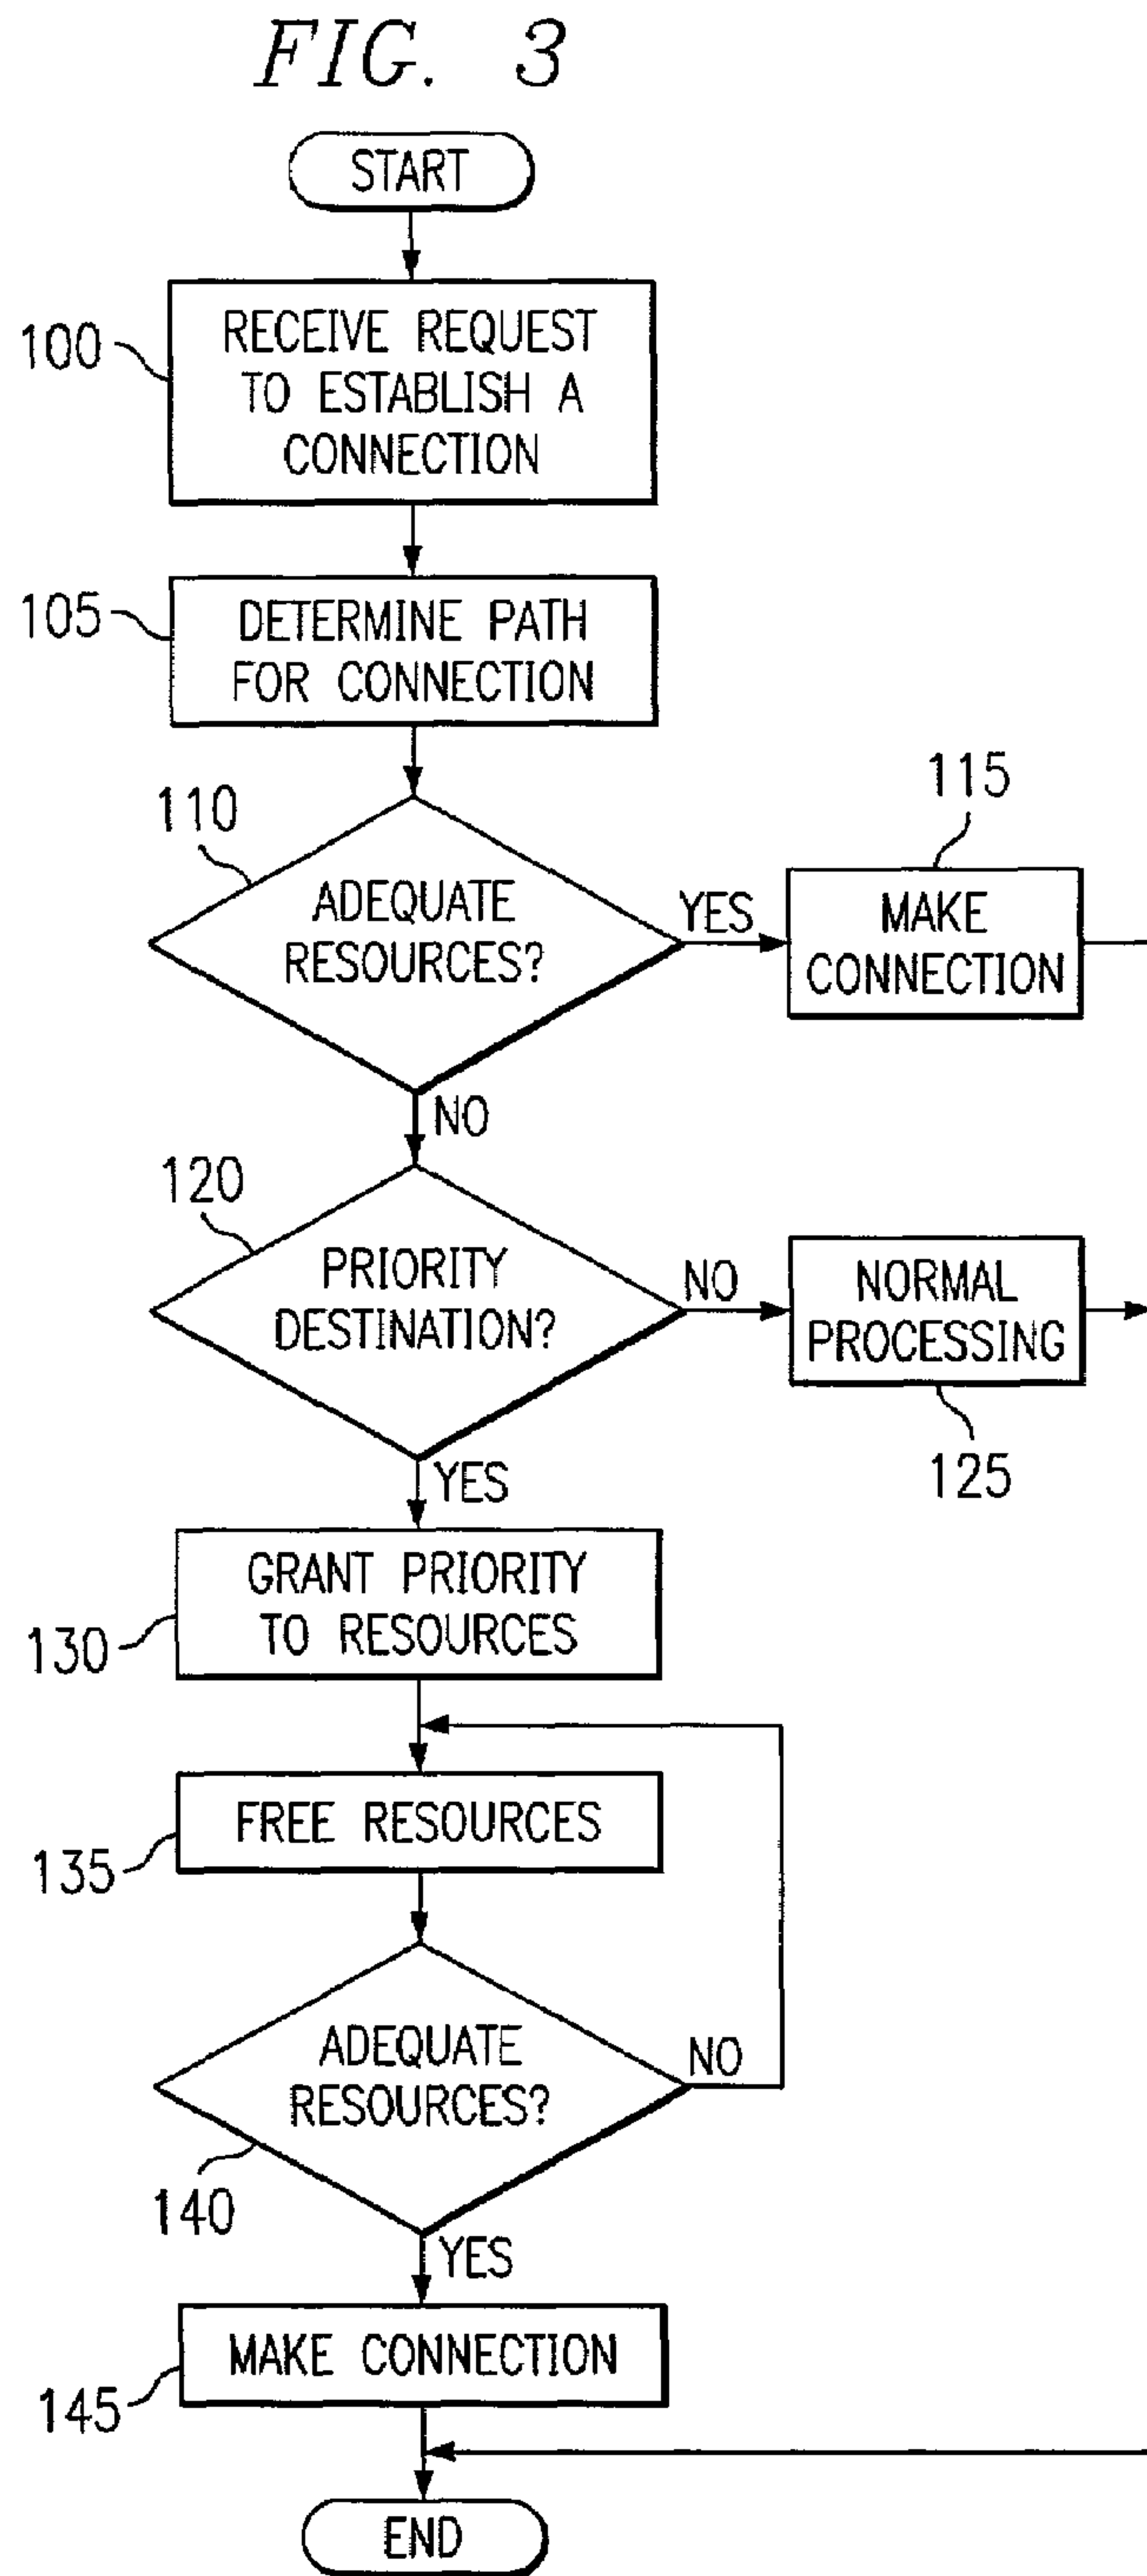 FIG. 3
START
100
RECEIVE REQUEST
TO ESTABLISH A
CONNECTION
105
DETERMINE PATH
FOR CONNECTION
110
ADEQUATE
RESOURCES?
YES
115
MAKE
CONNECTION
NO
120
PRIORITY
DESTINATION?
NO
NORMAL
PROCESSING
125
YES
GRANT PRIORITY
TO RESOURCES
130
FREE RESOURCES
135
ADEQUATE
RESOURCES?
NO
140
YES
MAKE CONNECTION
145
END